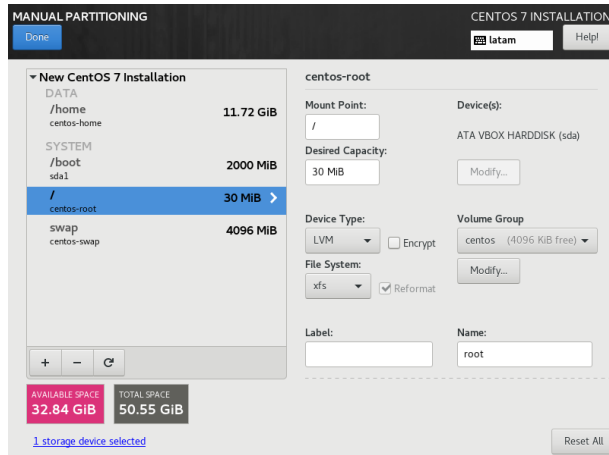 MANUAL PARTITIONING
CENTOS 7 INSTALLATION
Done
latam
Help!
New CentOS 7 Installation
DATA
/home
11.72 GiB
centos-home
SYSTEM
/boot
2000 MiB
sda1
/
30 MiB
centos-root
swap
4096 MiB
centos-swap
+ −
AVAILABLE SPACE
32.84 GiB
TOTAL SPACE
50.55 GiB
1 storage device selected
centos-root
Mount Point:
/
Desired Capacity:
30 MiB
Device(s):
ATA VBOX HARDDISK (sda)
Modify...
Device Type:
LVM
Encrypt
File System:
xfs
Reformat
Volume Group
centos (4096 KiB free)
Modify...
Label:
Name:
root
Reset All